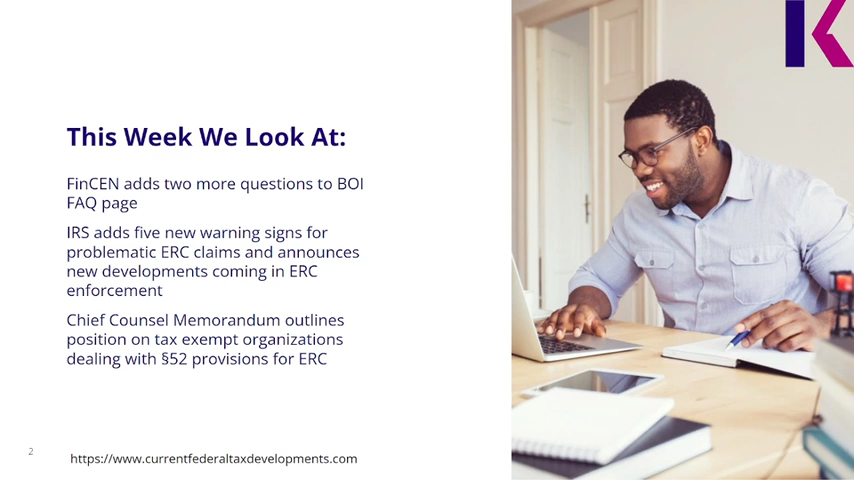 This Week We Look At:
FinCEN adds two more questions to BOI
FAQ page
IRS adds five new warning signs for
problematic ERC claims and announces
new developments coming in ERC
enforcement
Chief Counsel Memorandum outlines
position on tax exempt organizations
dealing with §52 provisions for ERC
2
https://www.currentfederaltaxdevelopments.com
K